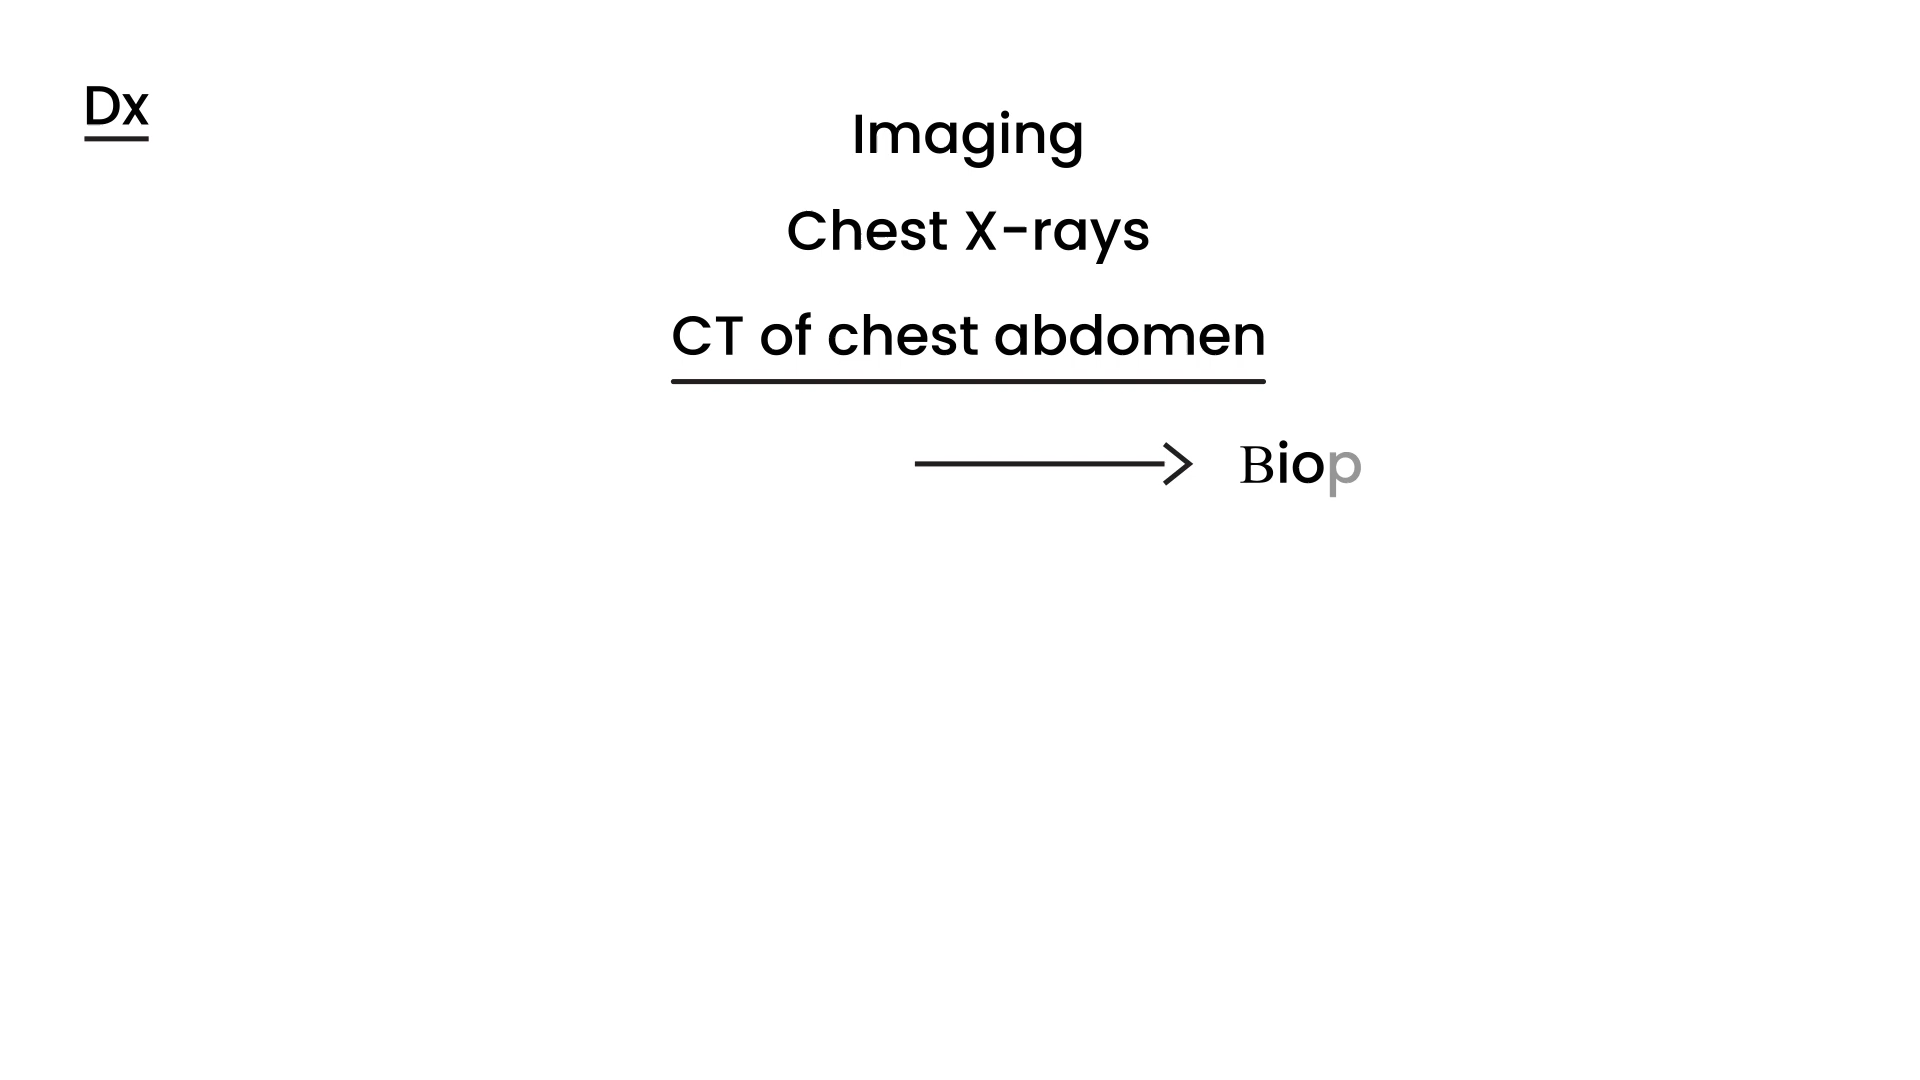 Dx
Imaging
Chest X-rays
CT of chest abdomen
Biop